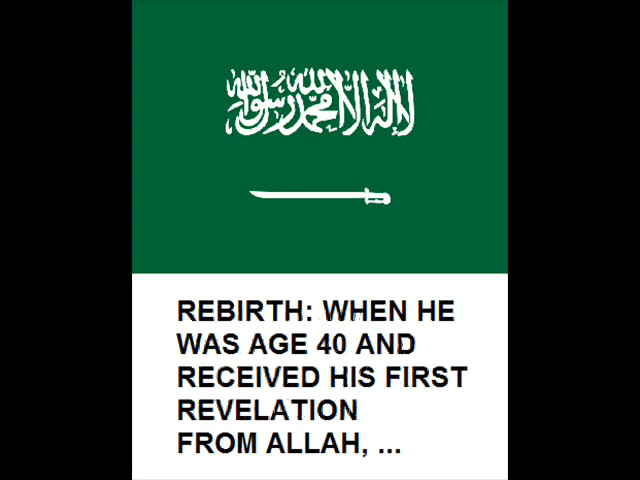 لا إله إلا الله محمد رسول الله
REBIRTH: WHEN HE
WAS AGE 40 AND
RECEIVED HIS FIRST
REVELATION
FROM ALLAH, ...